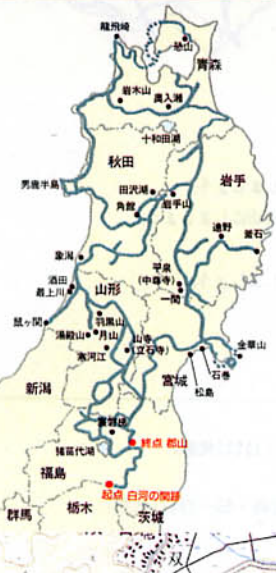 龍飛崎
恐山
青森
岩木山
奥入瀬
十和田湖
秋田
岩手
男鹿半島
田沢湖
岩手山
角館
遠野
釜石
象潟
平泉
(中尊寺)
酒田
最上川
山形
一関
鼠ヶ関
羽黒山
金華山
湯殿山
月山
山寺
(立石寺)
寒河江
宮城
石巻
松島
新潟
裏磐梯
猪苗代湖
終点 郡山
福島
起点 白河の関跡
群馬
栃木
茨城
双